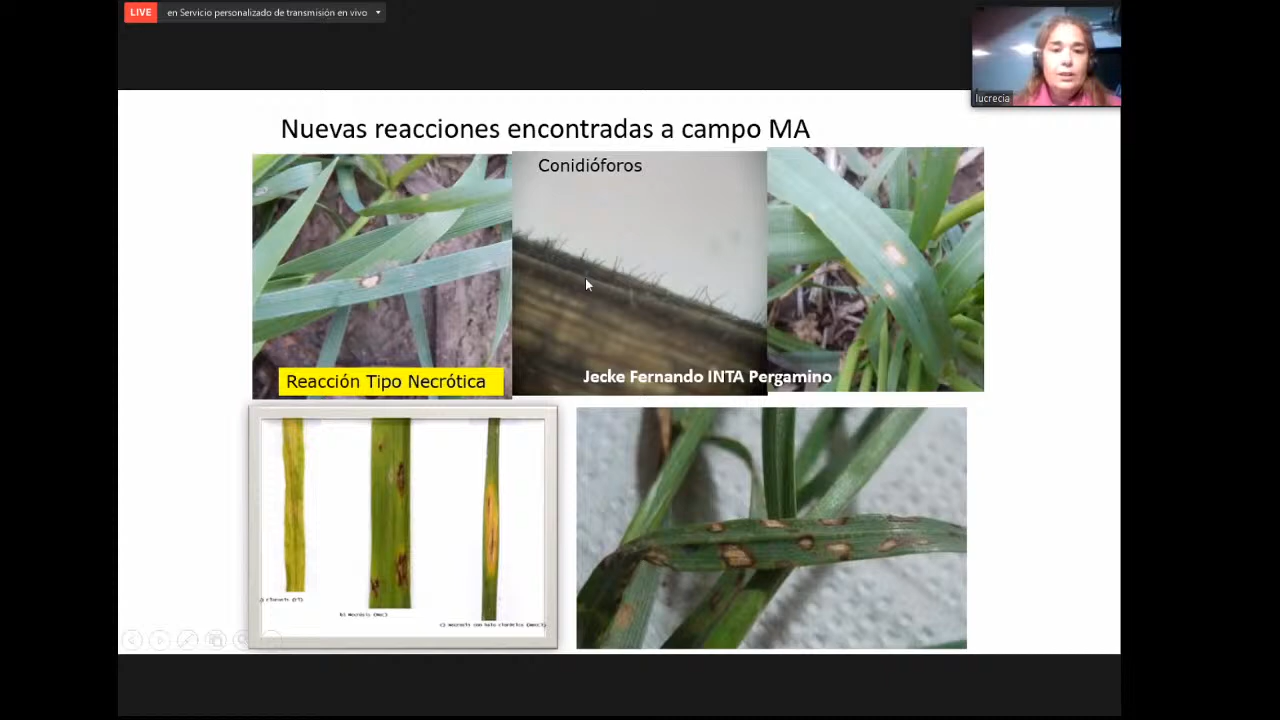 LIVE en Servicio personalizado de transmisión en vivo
lucrecia
Nuevas reacciones encontradas a campo MA
Conidióforos
Reacción Tipo Necrótica
Jecke Fernando INTA Pergamino